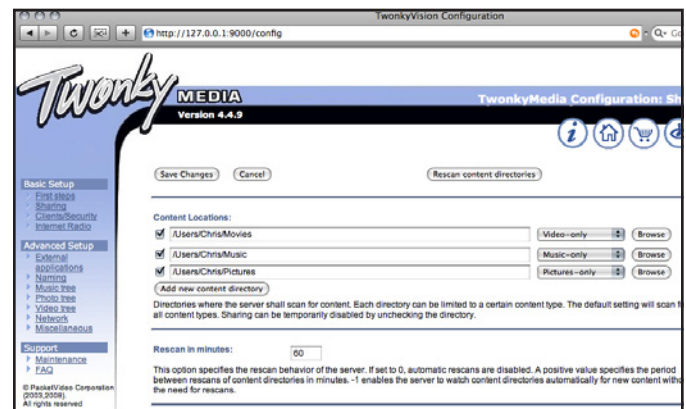 TwonkyVision Configuration
http://127.0.0.1:9000/config
Twonky
MEDIA
Version 4.4.9
TwonkyMedia Configuration: Sh
Save Changes
Cancel
Rescan content directories
Basic Setup
First steps
Sharing
Clients/Security
Internet Radio
Advanced Setup
External
applications
Naming
Music tree
Photo tree
Video tree
Network
Miscellaneous
Support
Maintenance
FAQ
© PacketVideo Corporation
(2003,2008).
All rights reserved
Content Locations:
/Users/Chris/Movies
Video-only
Browse
/Users/Chris/Music
Music-only
Browse
/Users/Chris/Pictures
Pictures-only
Browse
Add new content directory
Directories where the server shall scan for content. Each directory can be limited to a certain content type. The default setting will scan f
all content types. Sharing can be temporarily disabled by unchecking the directory.
Rescan in minutes:
60
This option specifies the rescan behavior of the server. If set to 0, automatic rescans are disabled. A positive value specifies the period
between rescans of content directories in minutes. -1 enables the server to watch content directories automatically for new content witho
the need for rescans.